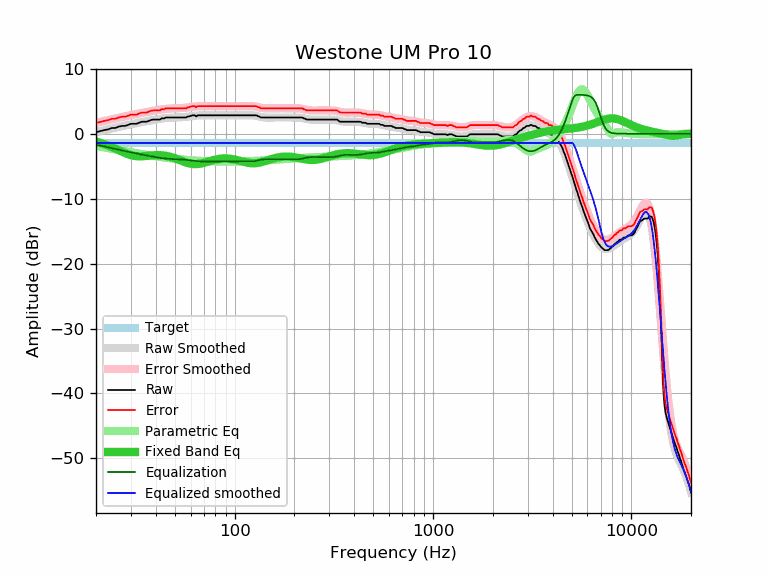 Westone UM Pro 10
10
0
−10
−20
−30
−40
−50
Amplitude (dBr)
Target
Raw Smoothed
Error Smoothed
Raw
Error
Parametric Eq
Fixed Band Eq
Equalization
Equalized smoothed
100
1000
10000
Frequency (Hz)